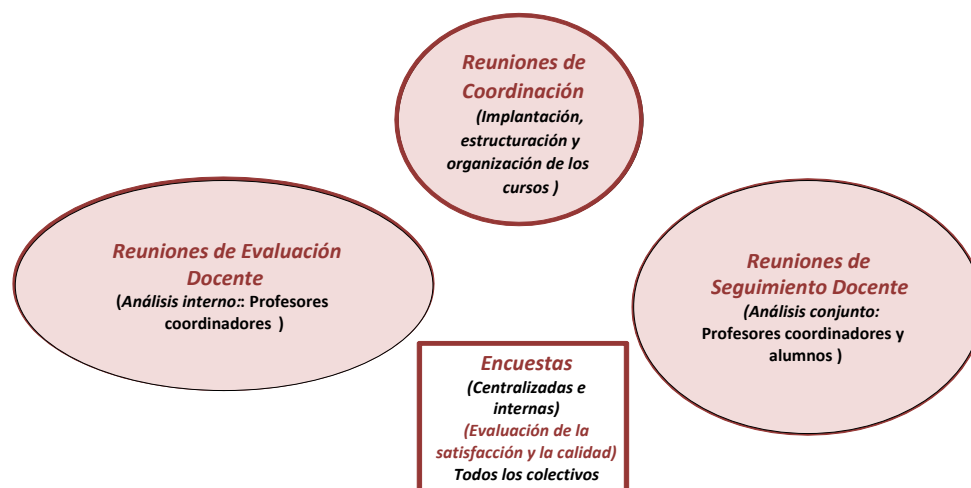 Reuniones de
Coordinación
(Implantación,
estructuración y
organización de los
cursos )
Reuniones de Evaluación
Docente
(Análisis interno:: Profesores
coordinadores )
Reuniones de
Seguimiento Docente
(Análisis conjunto:
Profesores coordinadores y
alumnos )
Encuestas
(Centralizadas e
internas)
(Evaluación de la
satisfacción y la calidad)
Todos los colectivos